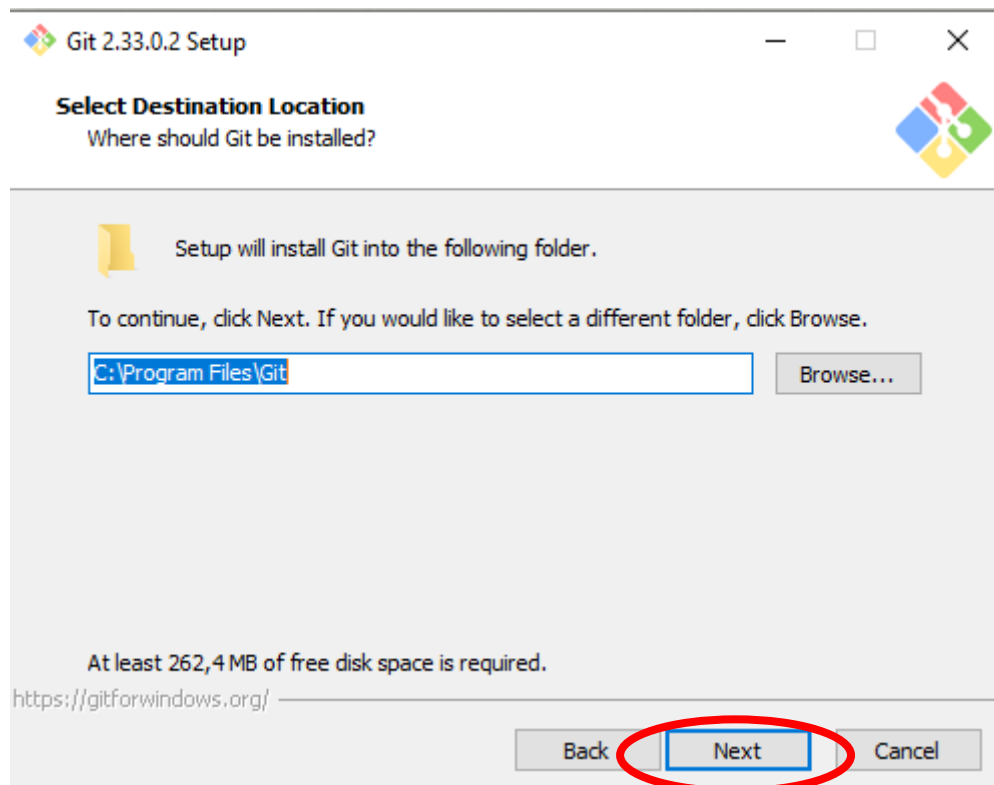 Git 2.33.0.2 Setup
Select Destination Location
Where should Git be installed?
Setup will install Git into the following folder.
To continue, click Next. If you would like to select a different folder, click Browse.
C:\Program Files\Git
Browse...
At least 262,4 MB of free disk space is required.
https://gitforwindows.org/
Back
Next
Cancel